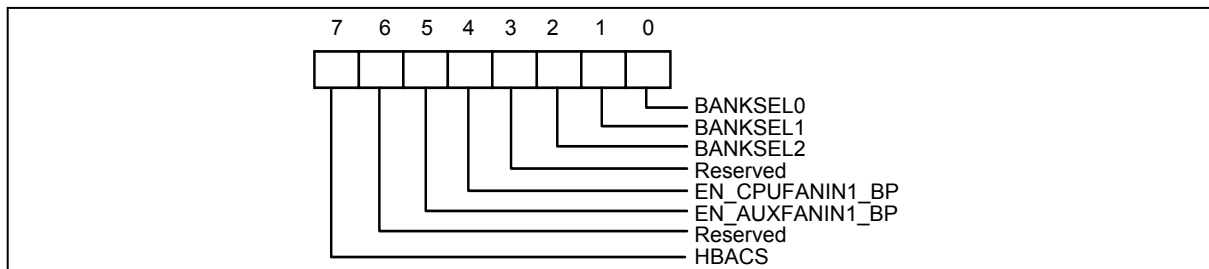 7 6 5 4 3 2 1 0
BANKSEL0
BANKSEL1
BANKSEL2
Reserved
EN_CPUFANIN1_BP
EN_AUXFANIN1_BP
Reserved
HBACS